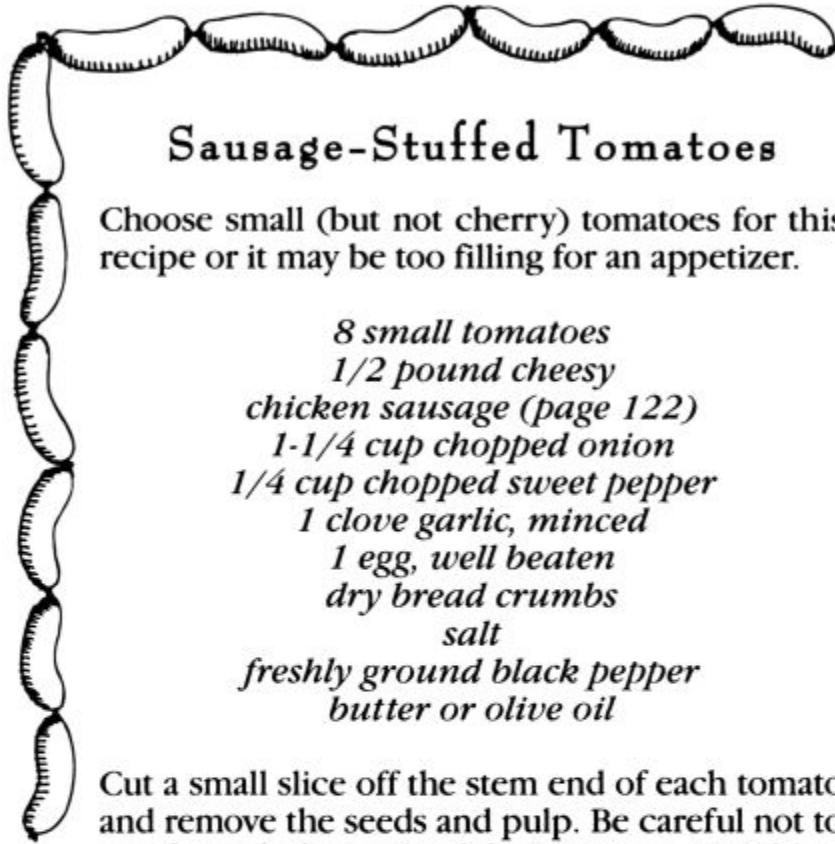 Sausage-Stuffed Tomatoes
Choose small (but not cherry) tomatoes for this
recipe or it may be too filling for an appetizer.
8 small tomatoes
1/2 pound cheesy
chicken sausage (page 122)
1-1/4 cup chopped onion
1/4 cup chopped sweet pepper
1 clove garlic, minced
1 egg, well beaten
dry bread crumbs
salt
freshly ground black pepper
butter or olive oil
Cut a small slice off the stem end of each tomato
and remove the seeds and pulp. Be careful not to